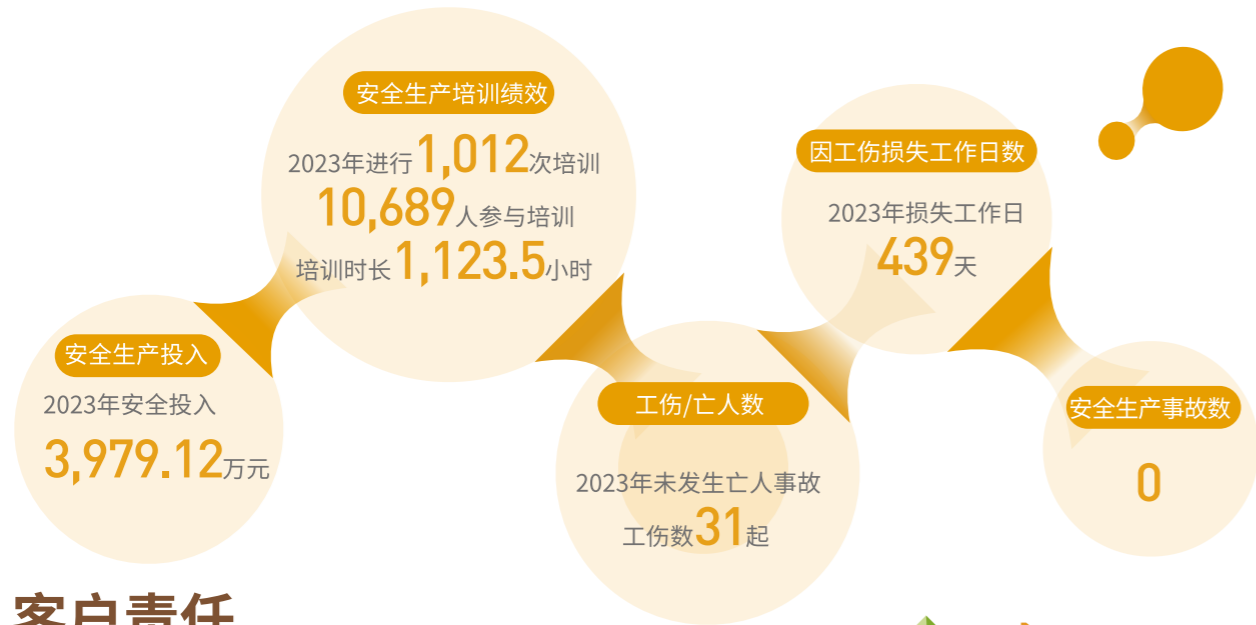 安全生产培训绩效
2023年进行1,012次培训
10,689人参与培训
培训时长1,123.5小时
因工伤损失工作日数
2023年损失工作日
439天
安全生产投入
2023年安全投入
3,979.12万元
工伤/亡人数
2023年未发生亡人事故
工伤数31起
安全生产事故数
0
客户责任